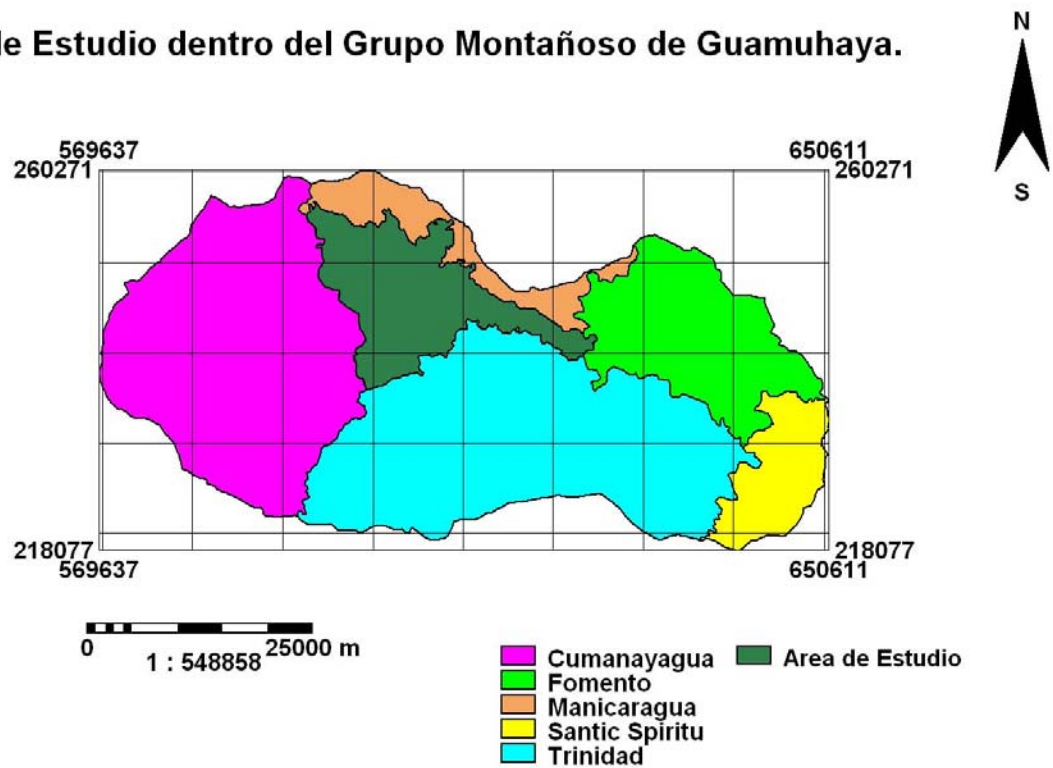 N
e Estudio dentro del Grupo Montañoso de Guamuhaya.
S
569637 650611
260271 260271
218077 218077
569637 650611
0 25000 m
1 : 548858
Cumanayagua Area de Estudio
Fomento
Manicaragua
Santic Spiritu
Trinidad